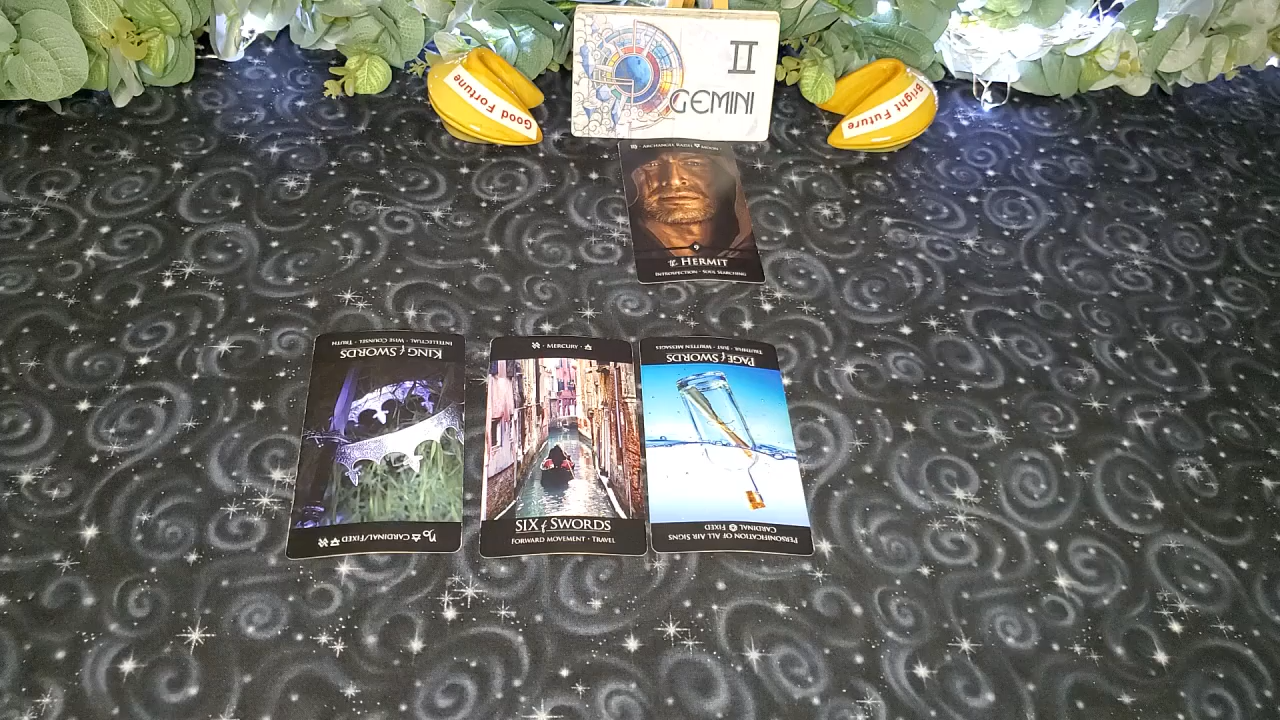 II
GEMINI
Good Fortune
Bright Future
· ARCHANGEL RAZIEL MOON ·
9
the HERMIT
INTROSPECTION · SOUL SEARCHING
KING of SWORDS
INTELLECTUAL · WISE COUNSEL · TRUTH
♑ ♎ CARDINAL/FIXED ♎ ♒
♒ · MERCURY · ♎
SIX of SWORDS
FORWARD MOVEMENT · TRAVEL
PAGE of SWORDS
TRUTHFUL · JUST · WRITTEN MESSAGES
PERSONIFICATION OF ALL AIR SIGNS
CARDINAL FIXED